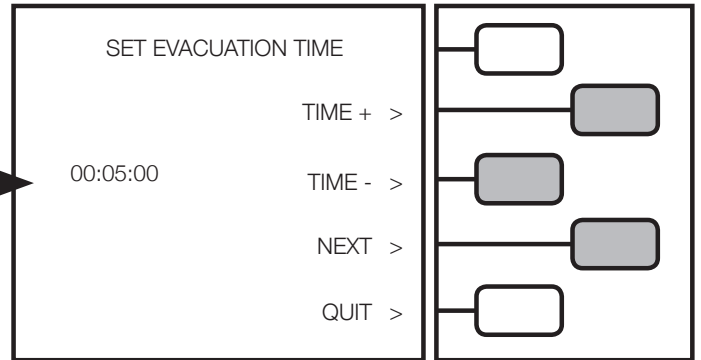 SET EVACUATION TIME
TIME + >
00:05:00 TIME - >
NEXT >
QUIT >